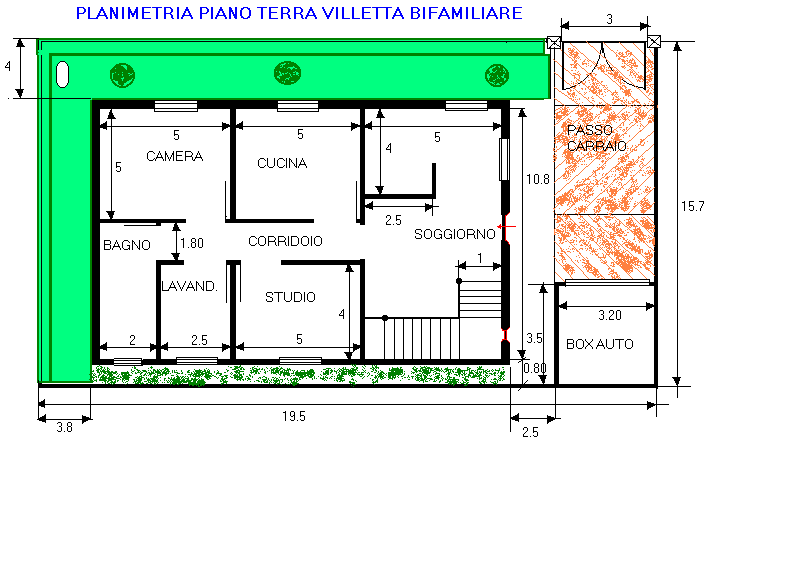 PLANIMETRIA PIANO TERRA VILLETTA BIFAMILIARE
3
4
5
5
5
PASSO
CARRAIO
CAMERA
CUCINA
5
4
10.8
15.7
2.5
BAGNO
1.80
CORRIDOIO
SOGGIORNO
1
LAVAND.
STUDIO
4
3.20
3.5
BOX AUTO
2
2.5
5
0.80
3.8
19.5
2.5